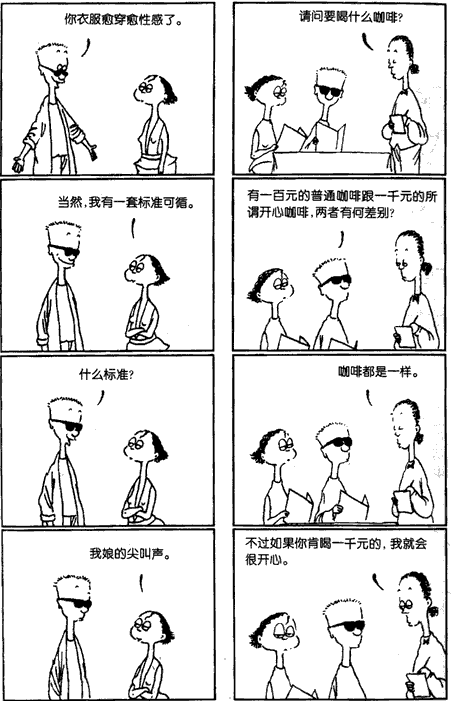 你衣服愈穿愈性感了。
当然，我有一套标准可循。
什么标准？
我娘的尖叫声。
请问要喝什么咖啡？
有一百元的普通咖啡跟一千元的所
谓开心咖啡，两者有何差别？
咖啡都是一样。
不过如果你肯喝一千元的，我就会
很开心。